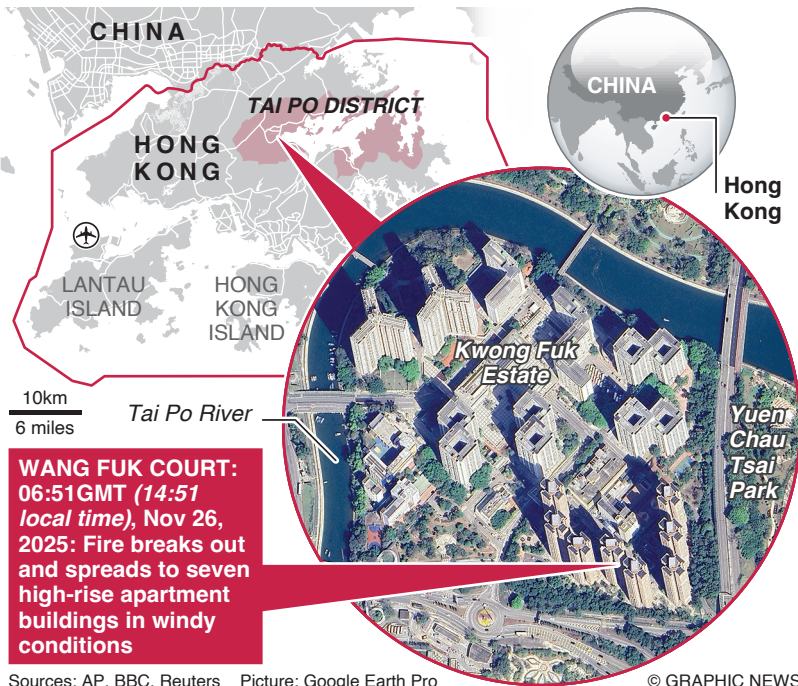 CHINA
TAI PO DISTRICT
HONG
KONG
CHINA
Hong
Kong
LANTAU
ISLAND
HONG
KONG
ISLAND
10km
6 miles
Tai Po River
Kwong Fuk
Estate
Yuen
Chau
Tsai
Park
WANG FUK COURT:
06:51GMT (14:51
local time), Nov 26,
2025: Fire breaks out
and spreads to seven
high-rise apartment
buildings in windy
conditions
Sources: AP, BBC, Reuters Picture: Google Earth Pro
© GRAPHIC NEWS